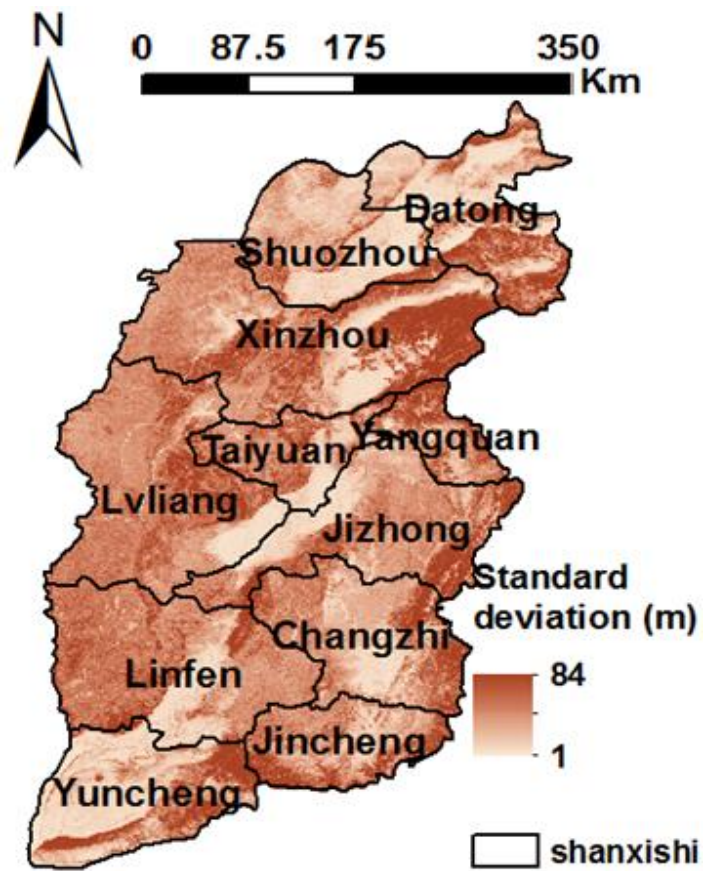 N
0 87.5 175 350
Km
Datong
Shuozhou
Xinzhou
Yangquan
Taiyuan
Lvliang
Jizhong
Standard
deviation (m)
Changzhi
Linfen
84
Jincheng
1
Yuncheng
shanxishi